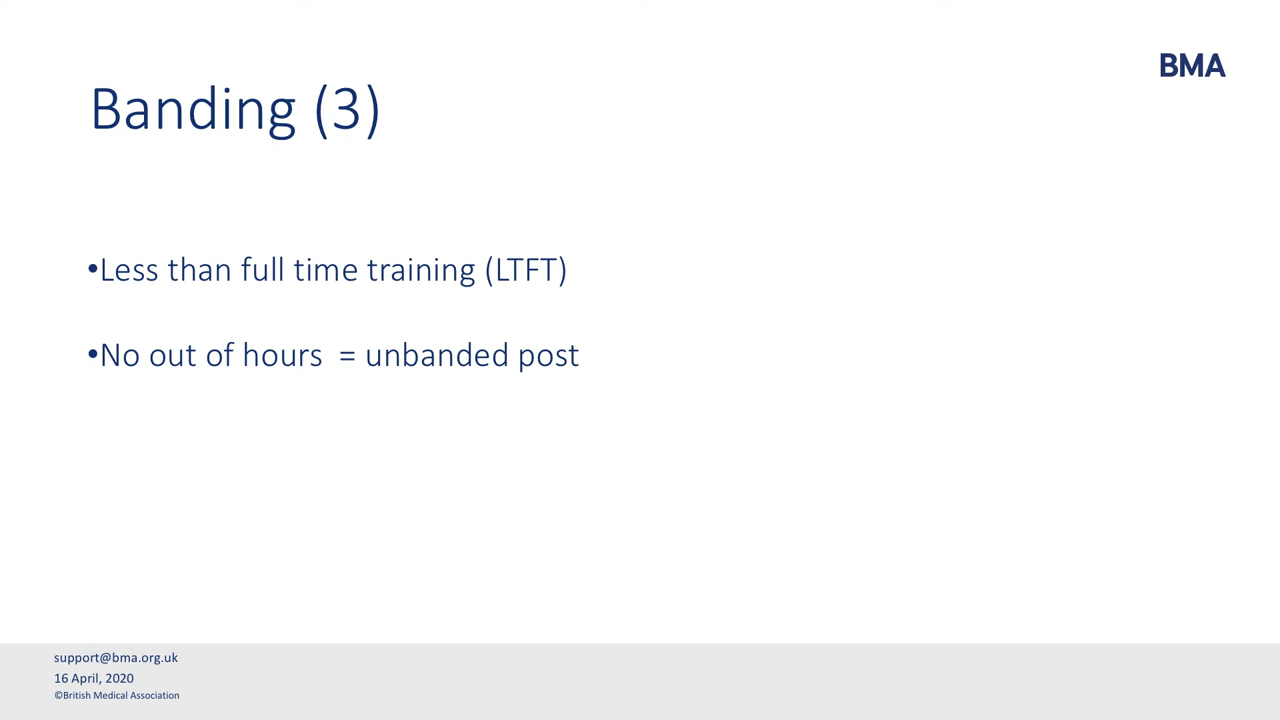 BMA
Banding (3)
•Less than full time training (LTFT)
•No out of hours  = unbanded post
support@bma.org.uk
16 April, 2020
©British Medical Association